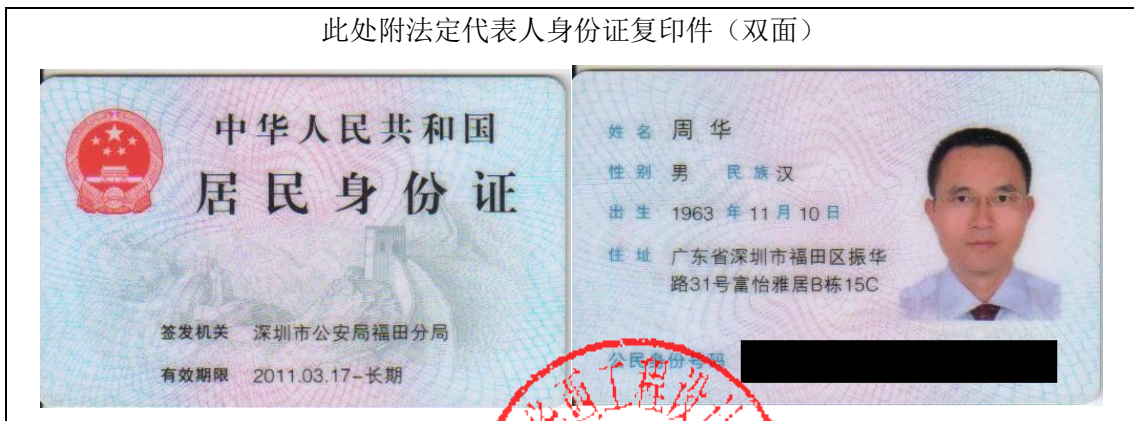 此处附法定代表人身份证复印件（双面）
中华人民共和国
居民身份证
签发机关 深圳市公安局福田分局
有效期限 2011.03.17-长期
姓名 周华
性别 男 民族 汉
出生 1963 年 11 月 10 日
住址 广东省深圳市福田区振华
路31号富怡雅居B栋15C
公民身份号码
工程